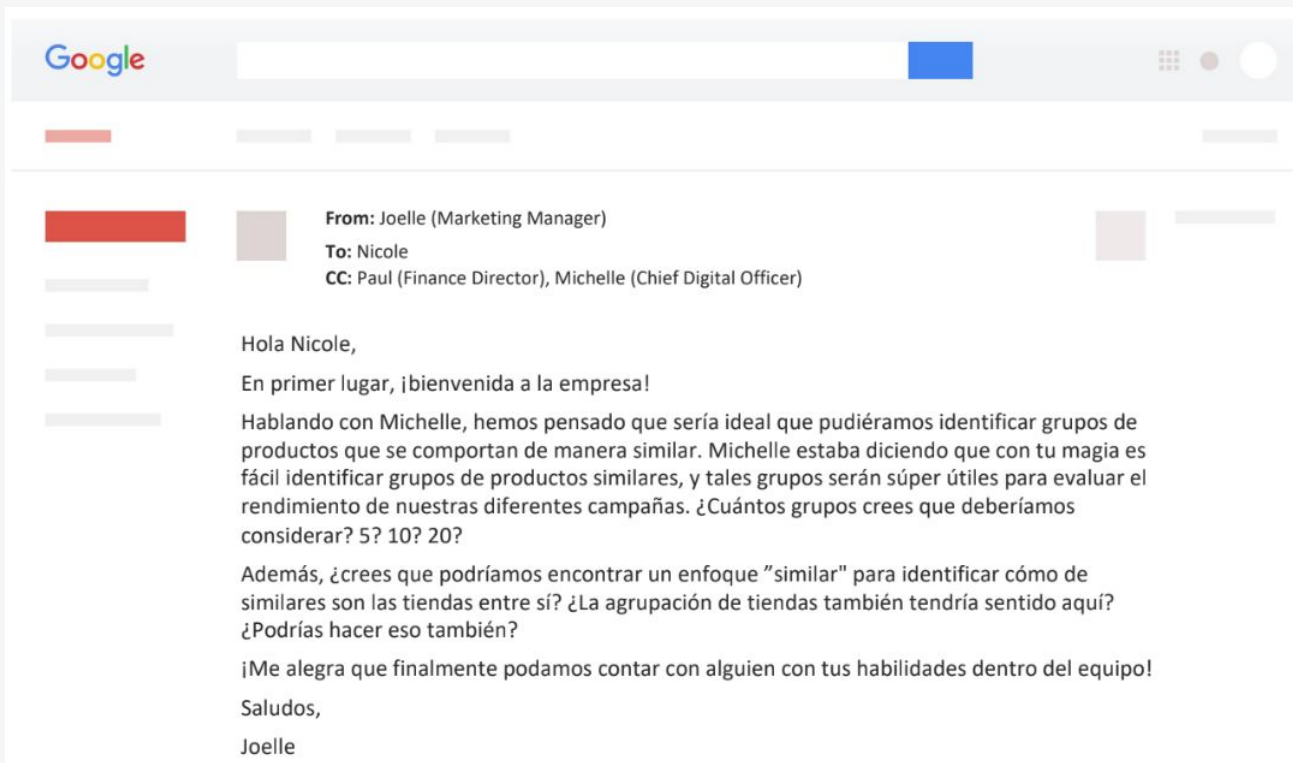 Google
From: Joelle (Marketing Manager)
To: Nicole
CC: Paul (Finance Director), Michelle (Chief Digital Officer)
Hola Nicole,
En primer lugar, ¡bienvenida a la empresa!
Hablando con Michelle, hemos pensado que sería ideal que pudiéramos identificar grupos de
productos que se comportan de manera similar. Michelle estaba diciendo que con tu magia es
fácil identificar grupos de productos similares, y tales grupos serán súper útiles para evaluar el
rendimiento de nuestras diferentes campañas. ¿Cuántos grupos crees que deberíamos
considerar? 5? 10? 20?
Además, ¿crees que podríamos encontrar un enfoque ”similar" para identificar cómo de
similares son las tiendas entre sí? ¿La agrupación de tiendas también tendría sentido aquí?
¿Podrías hacer eso también?
¡Me alegra que finalmente podamos contar con alguien con tus habilidades dentro del equipo!
Saludos,
Joelle